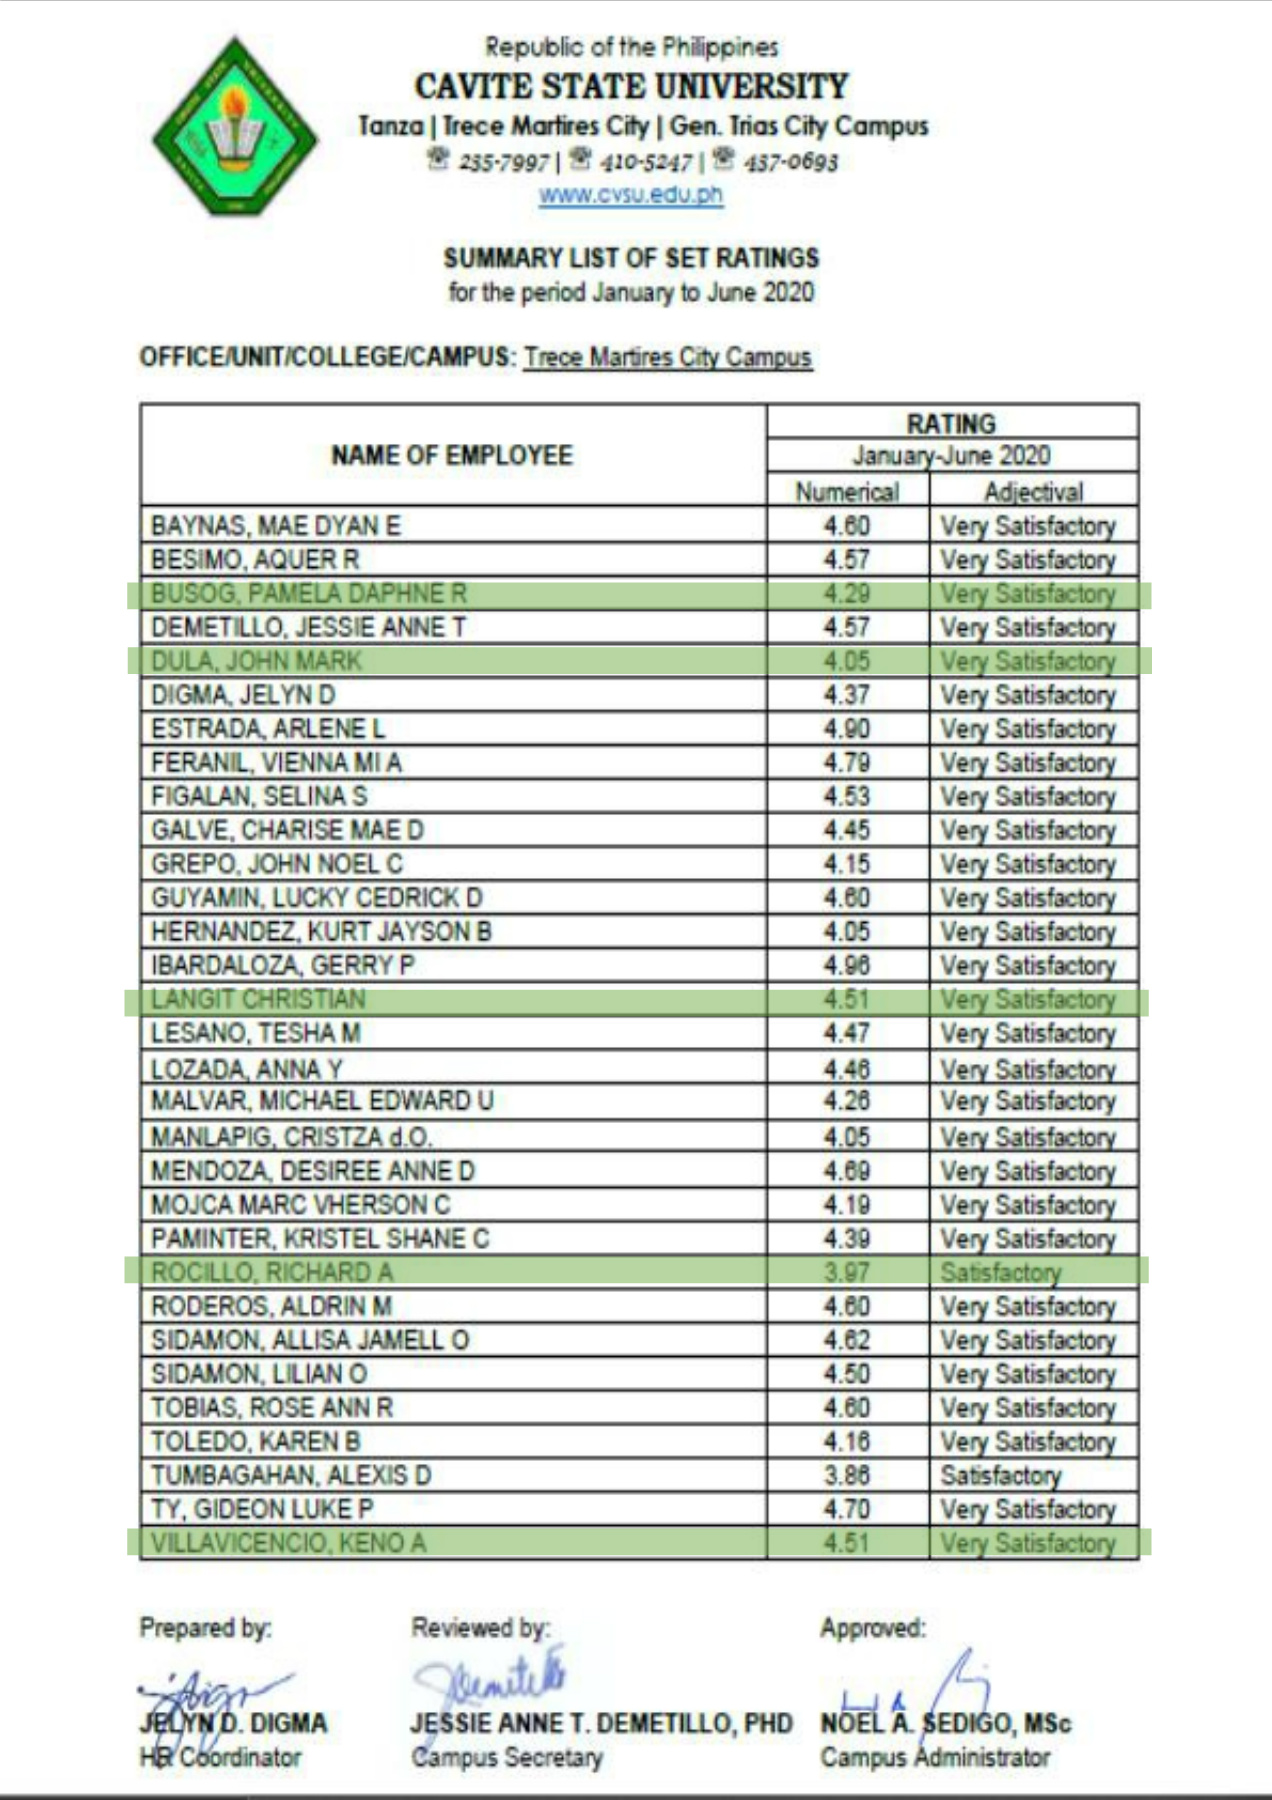 Republic of the Philippines
CAVITE STATE UNIVERSITY
Tanza | Trece Martires City | Gen. Trias City Campus
☏ 235-7997 | ☏ 410-5247 | ☏ 437-0693
www.cvsu.edu.ph
SUMMARY LIST OF SET RATINGS
for the period January to June 2020
OFFICE/UNIT/COLLEGE/CAMPUS: Trece Martires City Campus
NAME OF EMPLOYEE RATING
January-June 2020
Numerical Adjectival
BAYNAS, MAE DYAN E 4.60 Very Satisfactory
BESIMO, AQUER R 4.57 Very Satisfactory
BUSOG, PAMELA DAPHNE R 4.29 Very Satisfactory
DEMETILLO, JESSIE ANNE T 4.57 Very Satisfactory
DULA, JOHN MARK 4.05 Very Satisfactory
DIGMA, JELYN D 4.37 Very Satisfactory
ESTRADA, ARLENE L 4.90 Very Satisfactory
FERANIL, VIENNA MI A 4.79 Very Satisfactory
FIGALAN, SELINA S 4.53 Very Satisfactory
GALVE, CHARISE MAE D 4.45 Very Satisfactory
GREPO, JOHN NOEL C 4.15 Very Satisfactory
GUYAMIN, LUCKY CEDRICK D 4.60 Very Satisfactory
HERNANDEZ, KURT JAYSON B 4.05 Very Satisfactory
IBARDALOZA, GERRY P 4.96 Very Satisfactory
LANGIT CHRISTIAN 4.51 Very Satisfactory
LESANO, TESHA M 4.47 Very Satisfactory
LOZADA, ANNA Y 4.46 Very Satisfactory
MALVAR, MICHAEL EDWARD U 4.26 Very Satisfactory
MANLAPIG, CRISTZA d.O. 4.05 Very Satisfactory
MENDOZA, DESIREE ANNE D 4.69 Very Satisfactory
MOJCA MARC VHERSON C 4.19 Very Satisfactory
PAMINTER, KRISTEL SHANE C 4.39 Very Satisfactory
ROCILLO, RICHARD A 3.97 Satisfactory
RODEROS, ALDRIN M 4.60 Very Satisfactory
SIDAMON, ALLISA JAMELL O 4.62 Very Satisfactory
SIDAMON, LILIAN O 4.50 Very Satisfactory
TOBIAS, ROSE ANN R 4.60 Very Satisfactory
TOLEDO, KAREN B 4.16 Very Satisfactory
TUMBAGAHAN, ALEXIS D 3.86 Satisfactory
TY, GIDEON LUKE P 4.70 Very Satisfactory
VILLAVICENCIO, KENO A 4.51 Very Satisfactory
Prepared by: Reviewed by: Approved:
JELYN D. DIGMA JESSIE ANNE T. DEMETILLO, PHD NOEL A. SEDIGO, MSc
HR Coordinator Campus Secretary Campus Administrator